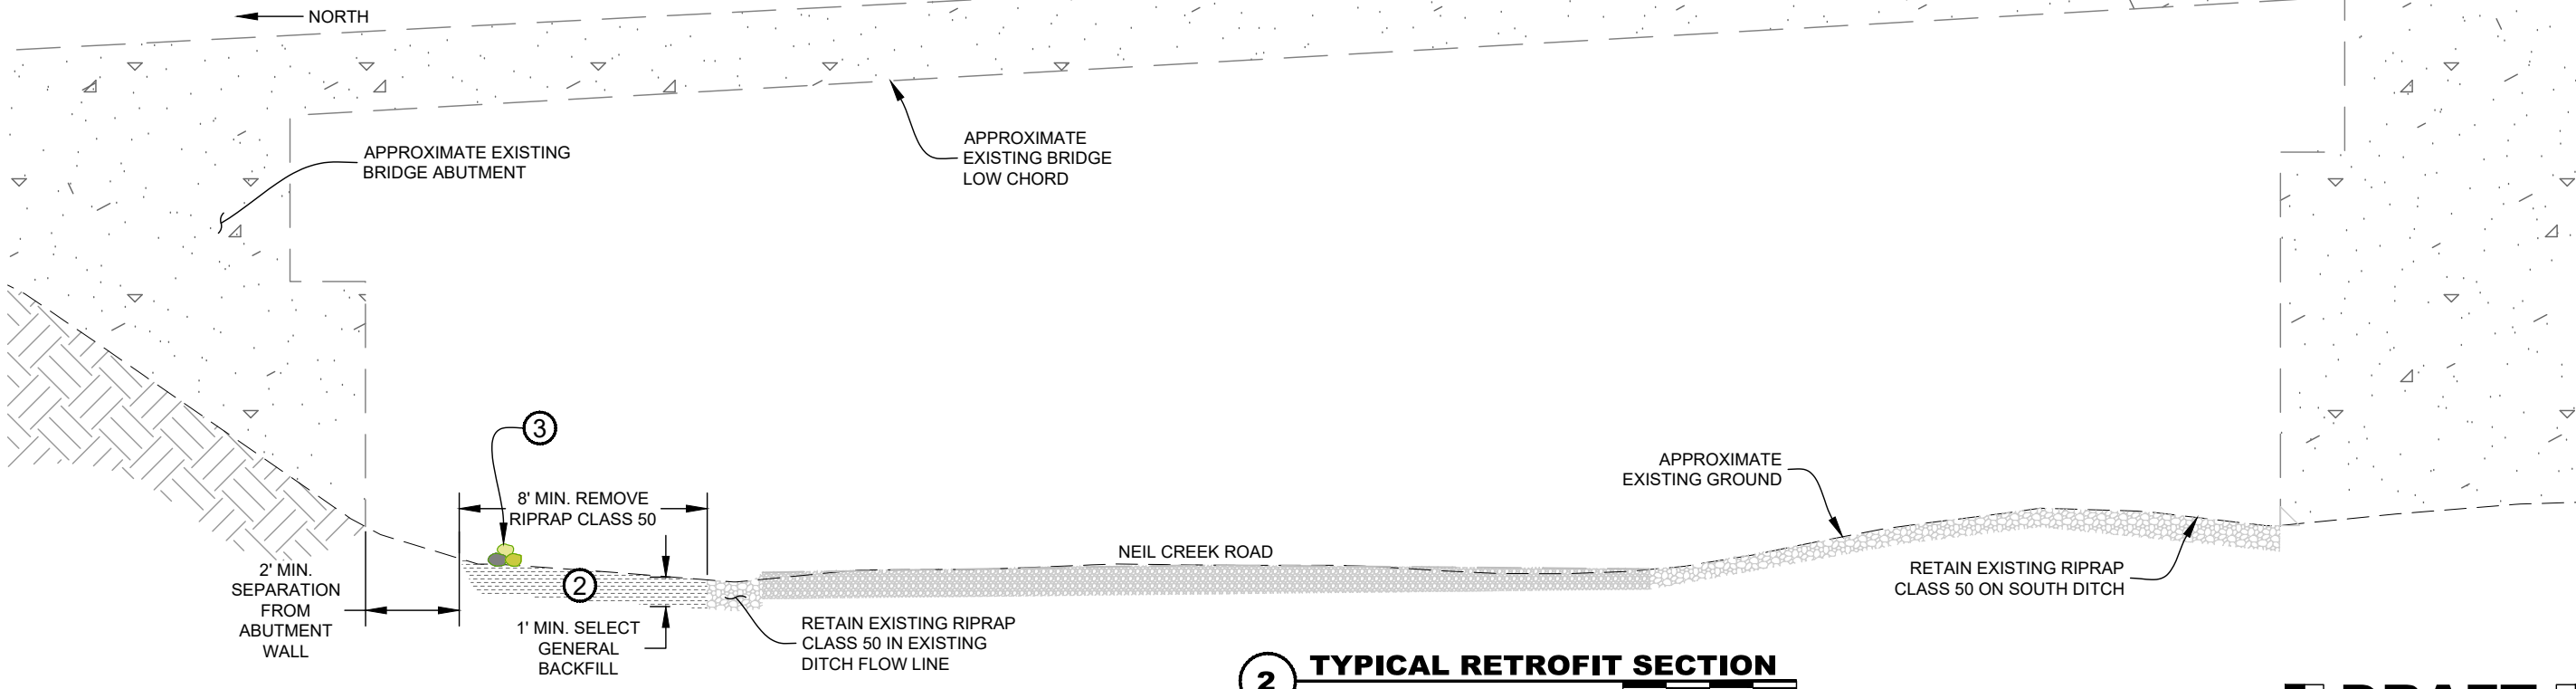 NORTH
APPROXIMATE EXISTING
BRIDGE ABUTMENT
APPROXIMATE
EXISTING BRIDGE
LOW CHORD
3
8' MIN. REMOVE
RIPRAP CLASS 50
2
2' MIN.
SEPARATION
FROM
ABUTMENT
WALL
1' MIN. SELECT
GENERAL
BACKFILL
RETAIN EXISTING RIPRAP
CLASS 50 IN EXISTING
DITCH FLOW LINE
NEIL CREEK ROAD
APPROXIMATE
EXISTING GROUND
RETAIN EXISTING RIPRAP
CLASS 50 ON SOUTH DITCH
2 TYPICAL RETROFIT SECTION